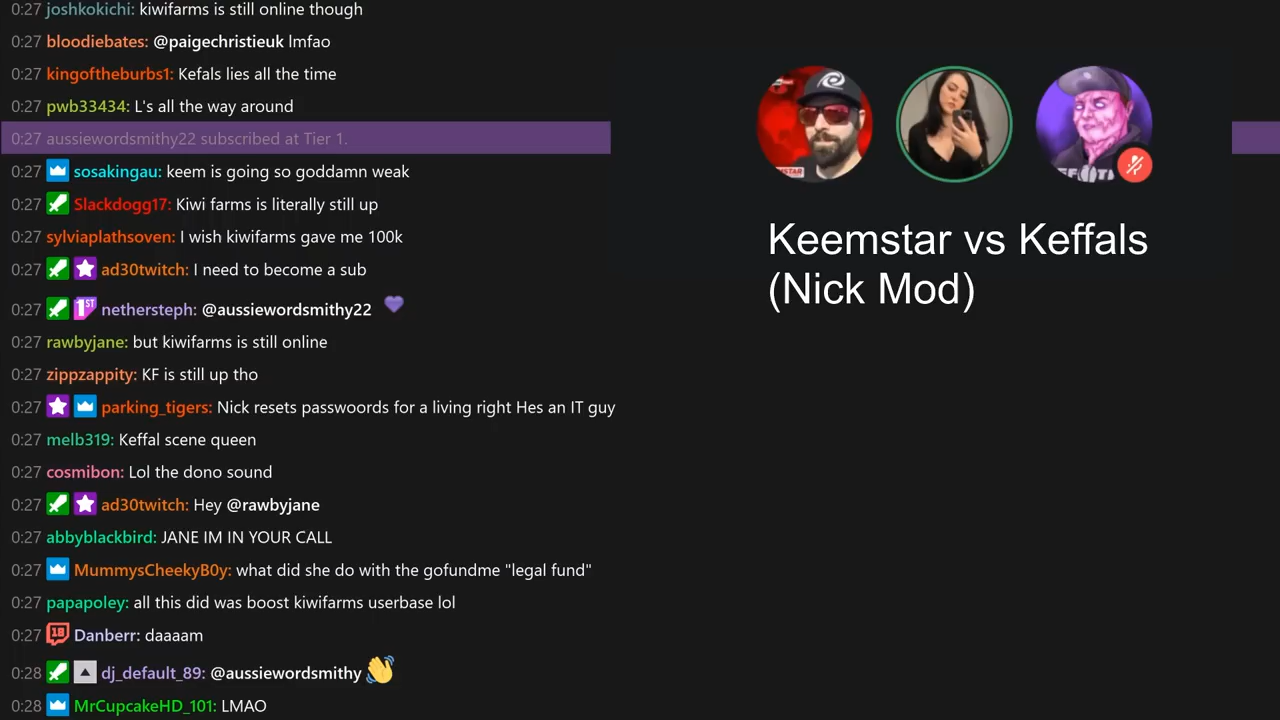 0:27 joshkokichi: kiwifarms is still online though
0:27 bloodiebates: @paigechristieuk lmfao
0:27 kingoftheburbs1: Kefals lies all the time
0:27 pwb33434: L's all the way around
0:27 aussiewordsmithy22 subscribed at Tier 1.
0:27 sosakingau: keem is going so goddamn weak
0:27 Slackdogg17: Kiwi farms is literally still up
0:27 sylviaplathsoven: I wish kiwifarms gave me 100k
0:27 ad30twitch: I need to become a sub
0:27 1ST nethersteph: @aussiewordsmithy22
0:27 rawbyjane: but kiwifarms is still online
0:27 zippzappity: KF is still up tho
0:27 parking_tigers: Nick resets passwoords for a living right Hes an IT guy
0:27 melb319: Keffal scene queen
0:27 cosmibon: Lol the dono sound
0:27 ad30twitch: Hey @rawbyjane
0:27 abbyblackbird: JANE IM IN YOUR CALL
0:27 MummysCheekyB0y: what did she do with the gofundme "legal fund"
0:27 papapoley: all this did was boost kiwifarms userbase lol
0:27 Danberr: daaaam
0:28 dj_default_89: @aussiewordsmithy
0:28 MrCupcakeHD_101: LMAO
Keemstar vs Keffals
(Nick Mod)